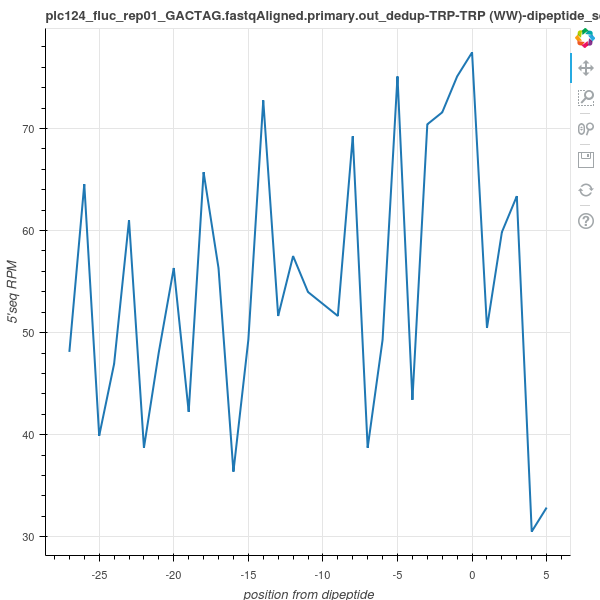 plc124_fluc_rep01_GACTAG.fastqAligned.primary.out_dedup-TRP-TRP (WW)-dipeptide_s
70
60
50
40
30
5'seq RPM
-25 -20 -15 -10 -5 0 5
position from dipeptide